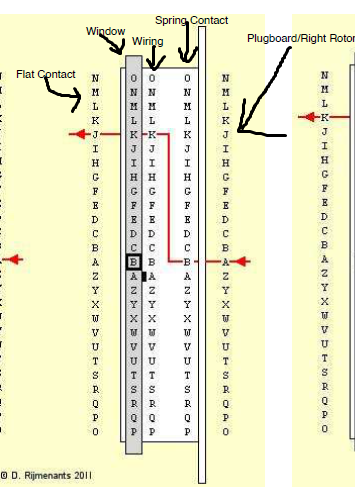 Spring Contact
Window
Wiring
Plugboard/Right Rotor
Flat Contact
N O O O N N
M N N N M M
L M M M L L
K L L L K K
J K K K J J
I J J J I I
H I I I H H
G H H H G G
F G G G F F
E F F F E E
D E E E D D
C D D D C C
B C C C B B
A B B B A A
Z A A A Z Z
Y Z Z Z Y Y
X Y Y Y X X
W X X X W W
V W W W V V
U V V V U U
T U U U T T
S T T T S S
R S S S R R
Q R R R Q Q
P Q Q Q P P
O P P P O O
© D. Rijmenants 2011